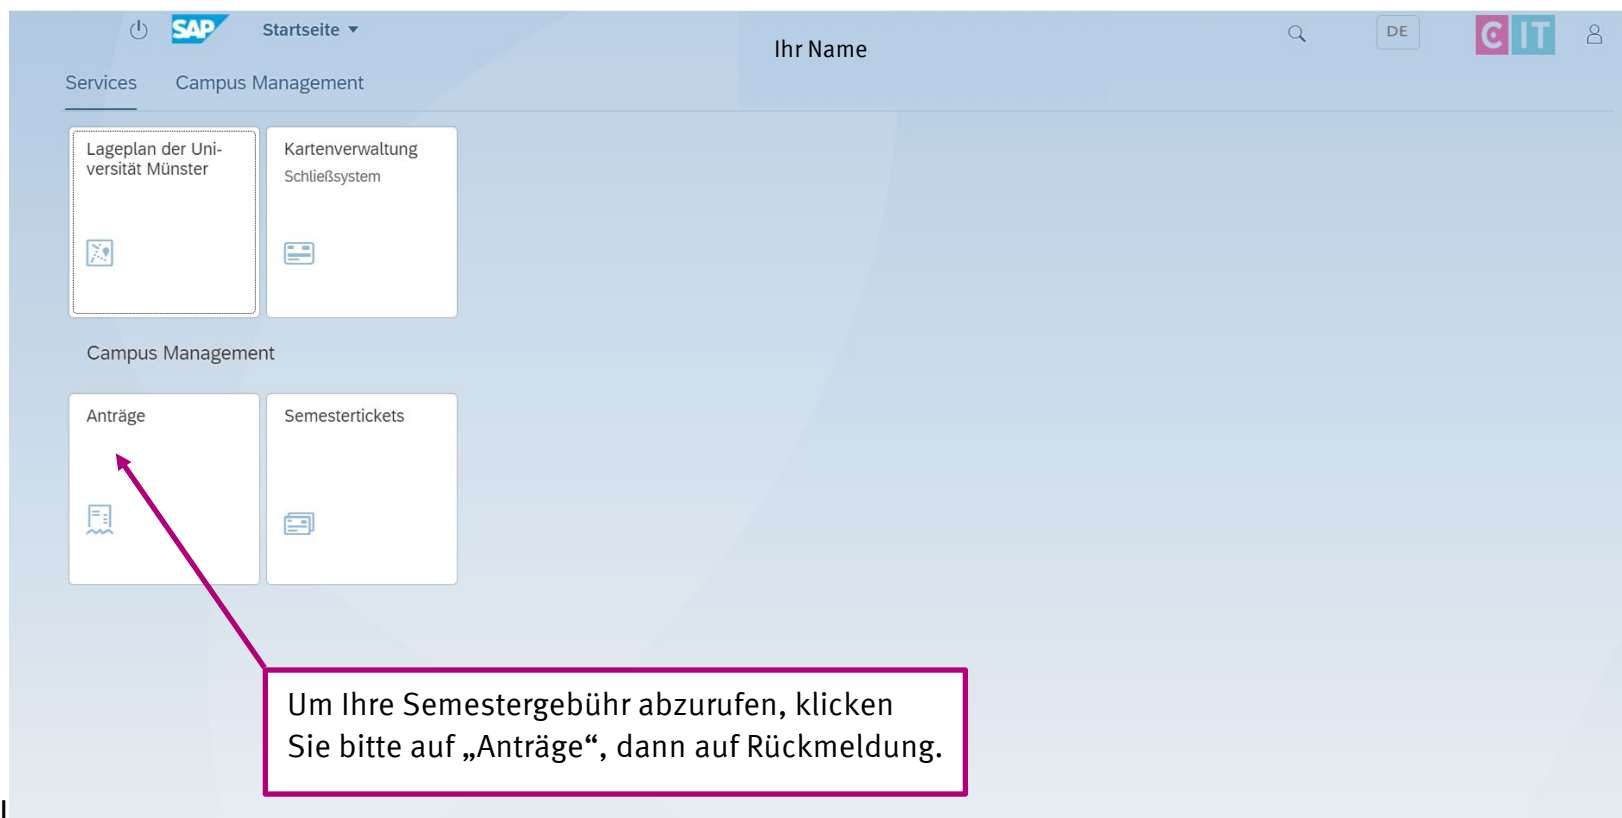 SAP Startseite
Ihr Name
DE
C IT
Services Campus Management
Lageplan der Uni-
versität Münster
Kartenverwaltung
Schließsystem
Campus Management
Anträge
Semestertickets
Um Ihre Semestergebühr abzurufen, klicken
Sie bitte auf „Anträge“, dann auf Rückmeldung.